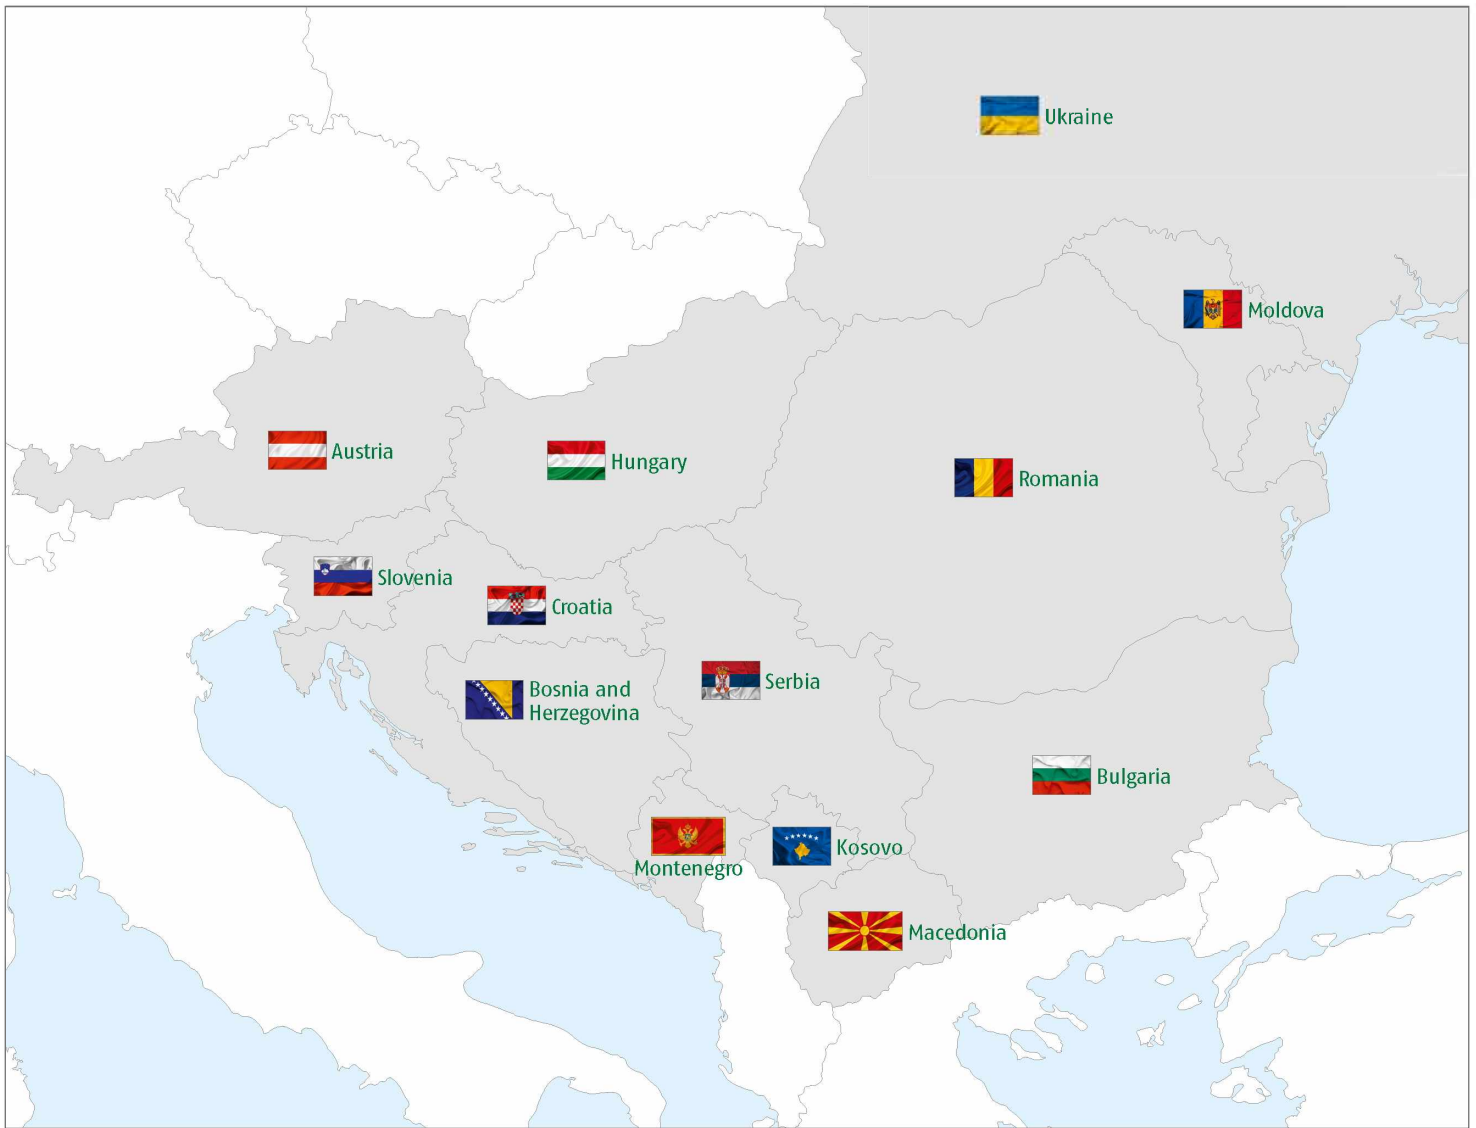 Ukraine
Moldova
Austria
Hungary
Romania
Slovenia
Croatia
Serbia
Bosnia and
Herzegovina
Bulgaria
Kosovo
Montenegro
Macedonia